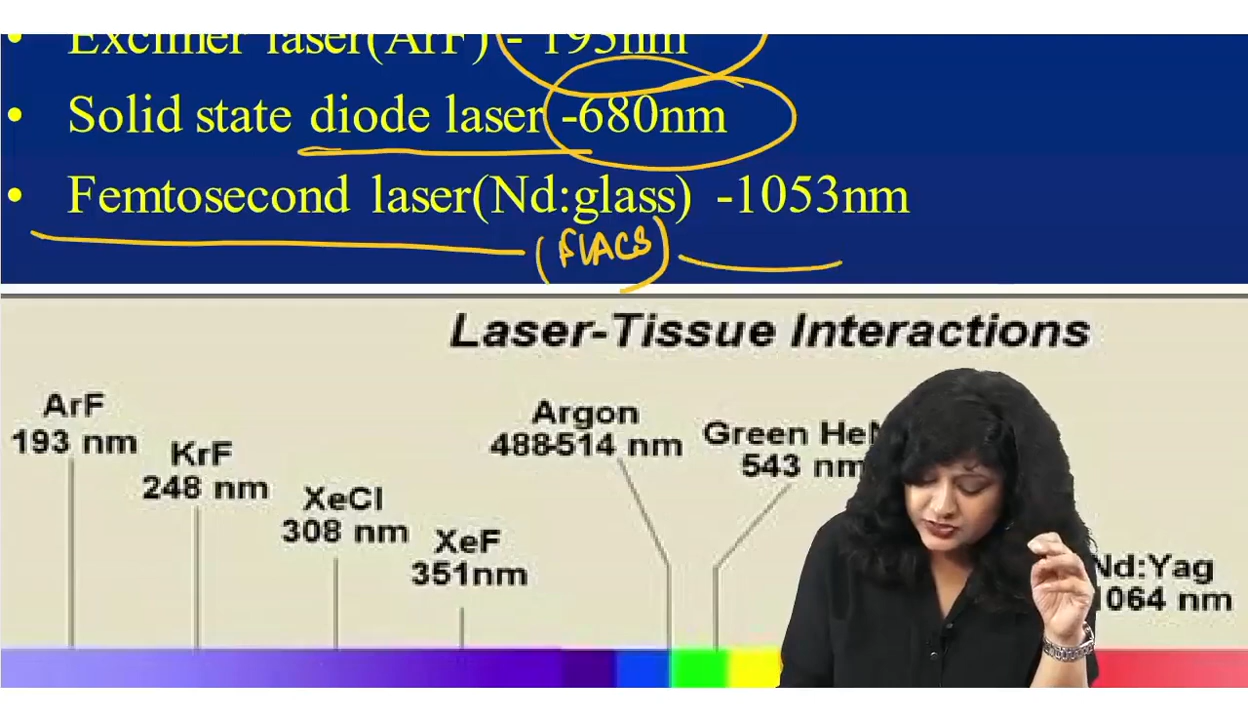 • Excimer laser(ArF) - 193nm
• Solid state diode laser -680nm
• Femtosecond laser(Nd:glass) -1053nm
(FLACS)
Laser-Tissue Interactions
ArF
193 nm
KrF
248 nm
XeCl
308 nm
XeF
351nm
Argon
488-514 nm
Green HeN
543 nm
Nd:Yag
1064 nm